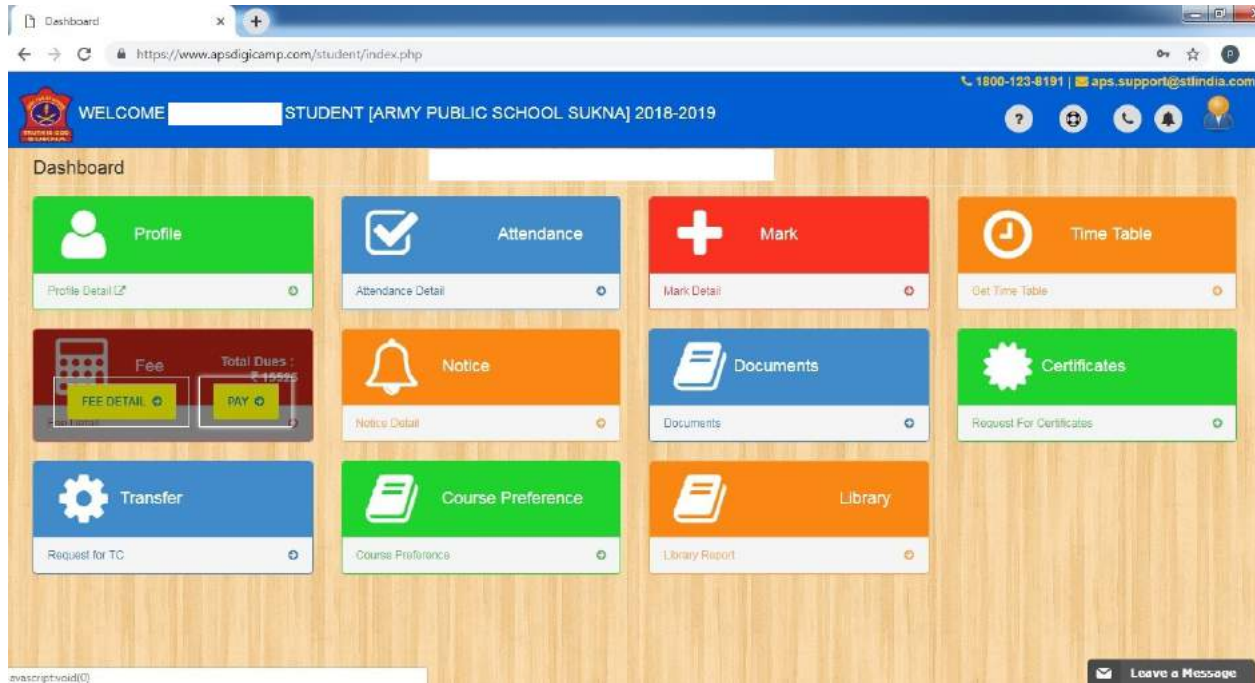 Dashboard
https://www.apsdigicamp.com/student/index.php
P
1800-123-8191 | aps.support@stlindia.com
WELCOME STUDENT [ARMY PUBLIC SCHOOL SUKNA] 2018-2019
Dashboard
Profile
Profile Detail
Attendance
Attendance Detail
Mark
Mark Detail
Time Table
Get Time Table
Fee
Total Dues :
FEE DETAIL
PAY
Fee Detail
Notice
Notice Detail
Documents
Documents
Certificates
Request For Certificates
Transfer
Request for TC
Course Preference
Course Preference
Library
Library Report
avascript:void(0)
Leave a Message